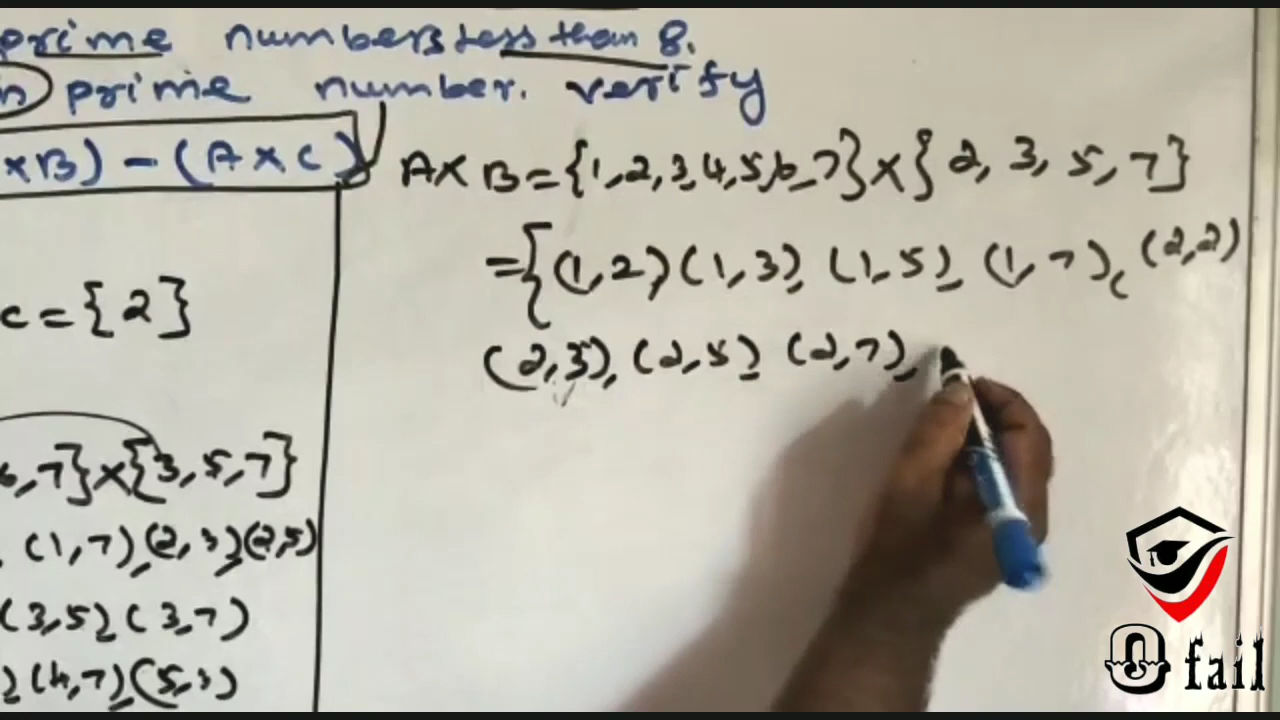 prime numbers less than 8.
prime number. verify
×B) - (A×C)
A×B = {1,2,3,4,5,6,7}×{2,3,5,7}
={(1,2)(1,3),(1,5),(1,7),(2,2)
(2,3),(2,5),(2,7),
C={2}
6,7}×{3,5,7}
(1,7),(2,3),(2,5)
(3,5),(3,7)
(4,7),(5,3)
0 fail